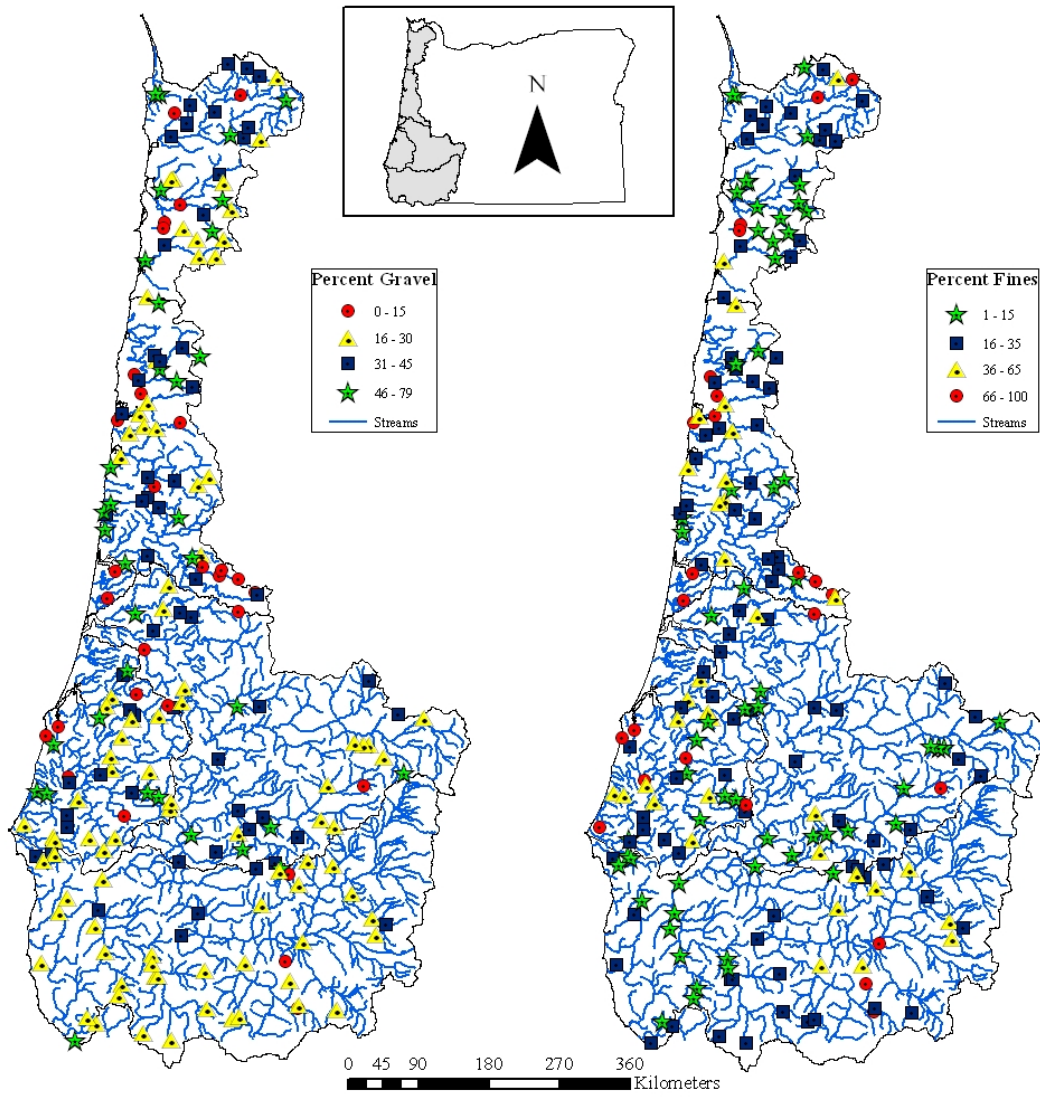 N
Percent Gravel
0 - 15
16 - 30
31 - 45
46 - 79
Streams
Percent Fines
1 - 15
16 - 35
36 - 65
66 - 100
Streams
0 45 90 180 270 360
Kilometers